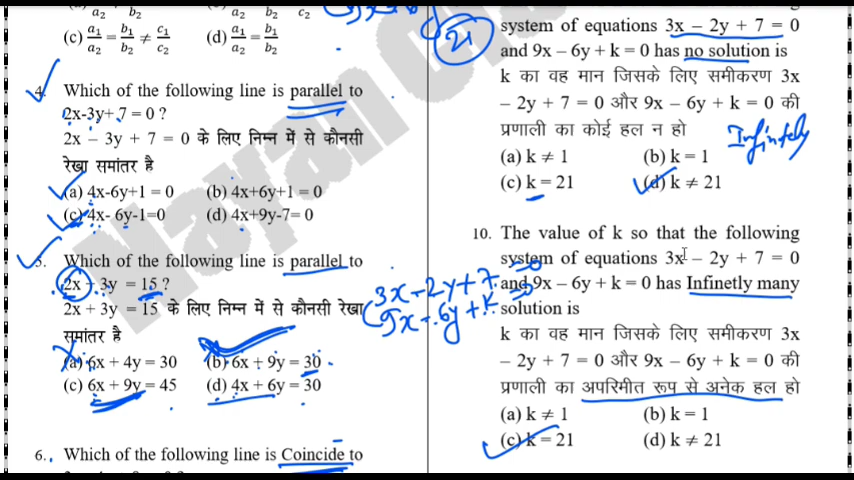 a₂ b₂
a₂ b₂ c₂
(c) a₁/a₂ = b₁/b₂ ≠ c₁/c₂ (d) a₁/a₂ = b₁/b₂
4. Which of the following line is parallel to
2x-3y+ 7 = 0 ?
2x – 3y + 7 = 0 के लिए निम्न में से कौनसी
रेखा समांतर है
(a) 4x-6y+1 = 0 (b) 4x+6y+1 = 0
(c) 4x- 6y-1=0 (d) 4x+9y-7= 0
5. Which of the following line is parallel to
2x + 3y = 15 ?
2x + 3y = 15 के लिए निम्न में से कौनसी रेखा
समांतर है
(a) 6x + 4y = 30 (b) 6x + 9y = 30
(c) 6x + 9y = 45 (d) 4x + 6y = 30
6. Which of the following line is Coincide to
21
system of equations 3x – 2y + 7 = 0
and 9x – 6y + k = 0 has no solution is
k का वह मान जिसके लिए समीकरण 3x
– 2y + 7 = 0 और 9x – 6y + k = 0 की
प्रणाली का कोई हल न हो
Infinitely
(a) k ≠ 1 (b) k = 1
(c) k = 21 (d) k ≠ 21
10. The value of k so that the following
system of equations 3x – 2y + 7 = 0
and 9x – 6y + k = 0 has Infinetly many
solution is
3x - 2y + 7 = 0
9x - 6y + k = 0
k का वह मान जिसके लिए समीकरण 3x
– 2y + 7 = 0 और 9x – 6y + k = 0 की
प्रणाली का अपरिमीत रूप से अनेक हल हो
(a) k ≠ 1 (b) k = 1
(c) k = 21 (d) k ≠ 21